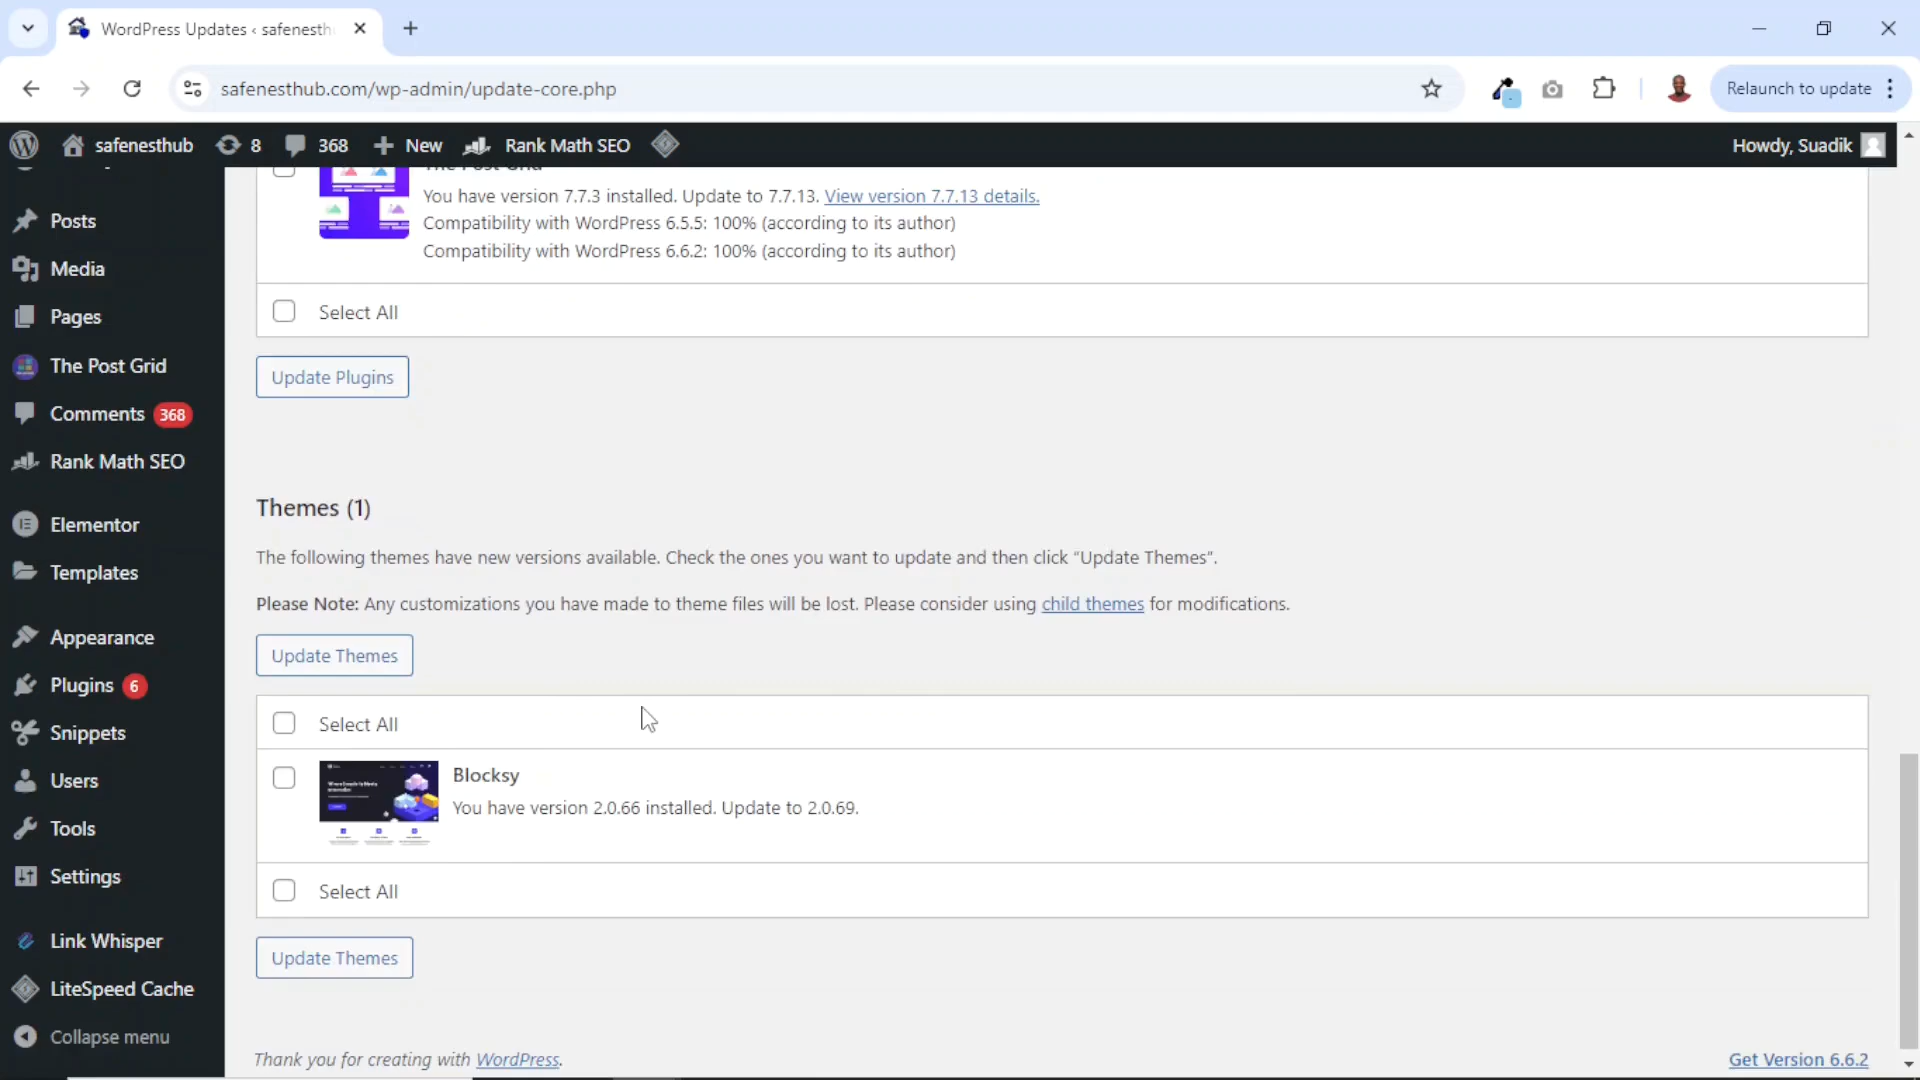 WordPress Updates ‹ safenesth
safenesthub.com/wp-admin/update-core.php
Relaunch to update
safenesthub
8
368
New
Rank Math SEO
Howdy, Suadik
Posts
Media
Pages
The Post Grid
Comments 368
Rank Math SEO
Elementor
Templates
Appearance
Plugins 6
Snippets
Users
Tools
Settings
Link Whisper
LiteSpeed Cache
Collapse menu
The Post Grid
You have version 7.7.3 installed. Update to 7.7.13. View version 7.7.13 details.
Compatibility with WordPress 6.5.5: 100% (according to its author)
Compatibility with WordPress 6.6.2: 100% (according to its author)
Select All
Update Plugins
Themes (1)
The following themes have new versions available. Check the ones you want to update and then click “Update Themes”.
Please Note: Any customizations you have made to theme files will be lost. Please consider using child themes for modifications.
Update Themes
Select All
Blocksy
You have version 2.0.66 installed. Update to 2.0.69.
Select All
Update Themes
Thank you for creating with WordPress.
Get Version 6.6.2